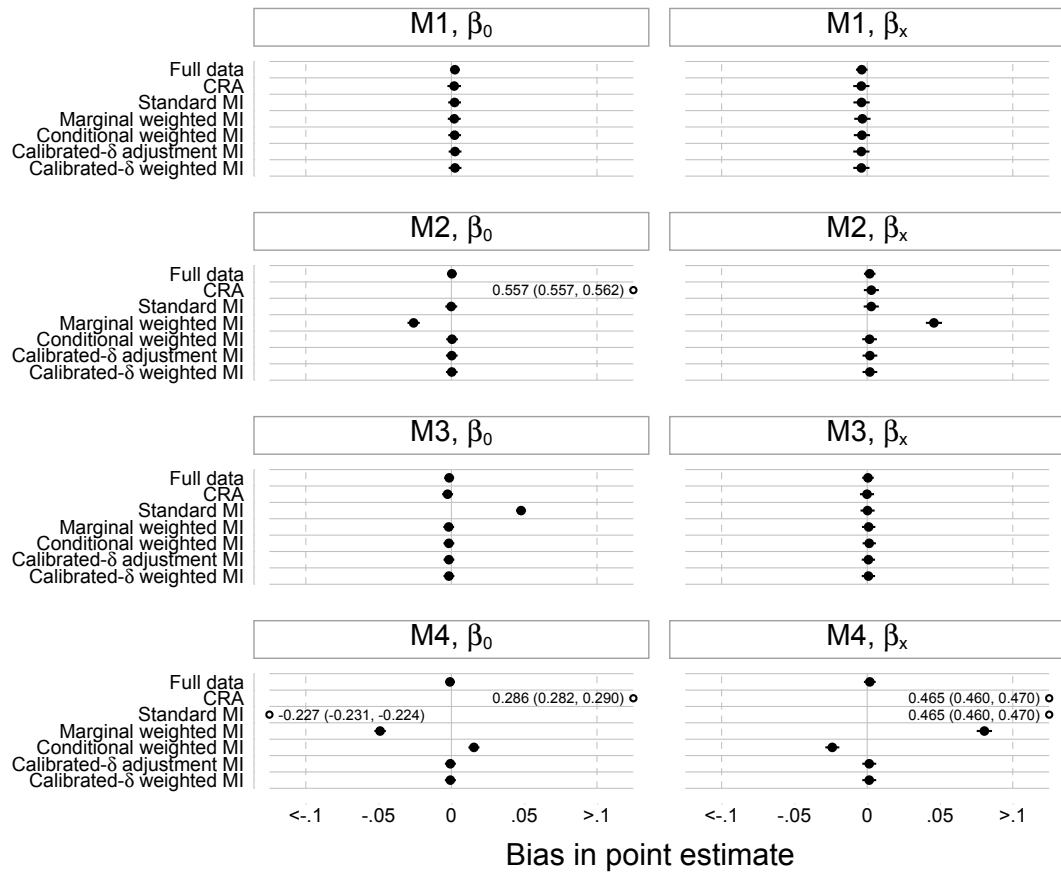 M1, β0 M1, βx
Full data
CRA
Standard MI
Marginal weighted MI
Conditional weighted MI
Calibrated-δ adjustment MI
Calibrated-δ weighted MI
M2, β0 M2, βx
Full data
CRA 0.557 (0.557, 0.562)
Standard MI
Marginal weighted MI
Conditional weighted MI
Calibrated-δ adjustment MI
Calibrated-δ weighted MI
M3, β0 M3, βx
Full data
CRA
Standard MI
Marginal weighted MI
Conditional weighted MI
Calibrated-δ adjustment MI
Calibrated-δ weighted MI
M4, β0 M4, βx
Full data
CRA 0.286 (0.282, 0.290) 0.465 (0.460, 0.470)
Standard MI -0.227 (-0.231, -0.224) 0.465 (0.460, 0.470)
Marginal weighted MI
Conditional weighted MI
Calibrated-δ adjustment MI
Calibrated-δ weighted MI
<-.1 -.05 0 .05 >.1 <-.1 -.05 0 .05 >.1
Bias in point estimate